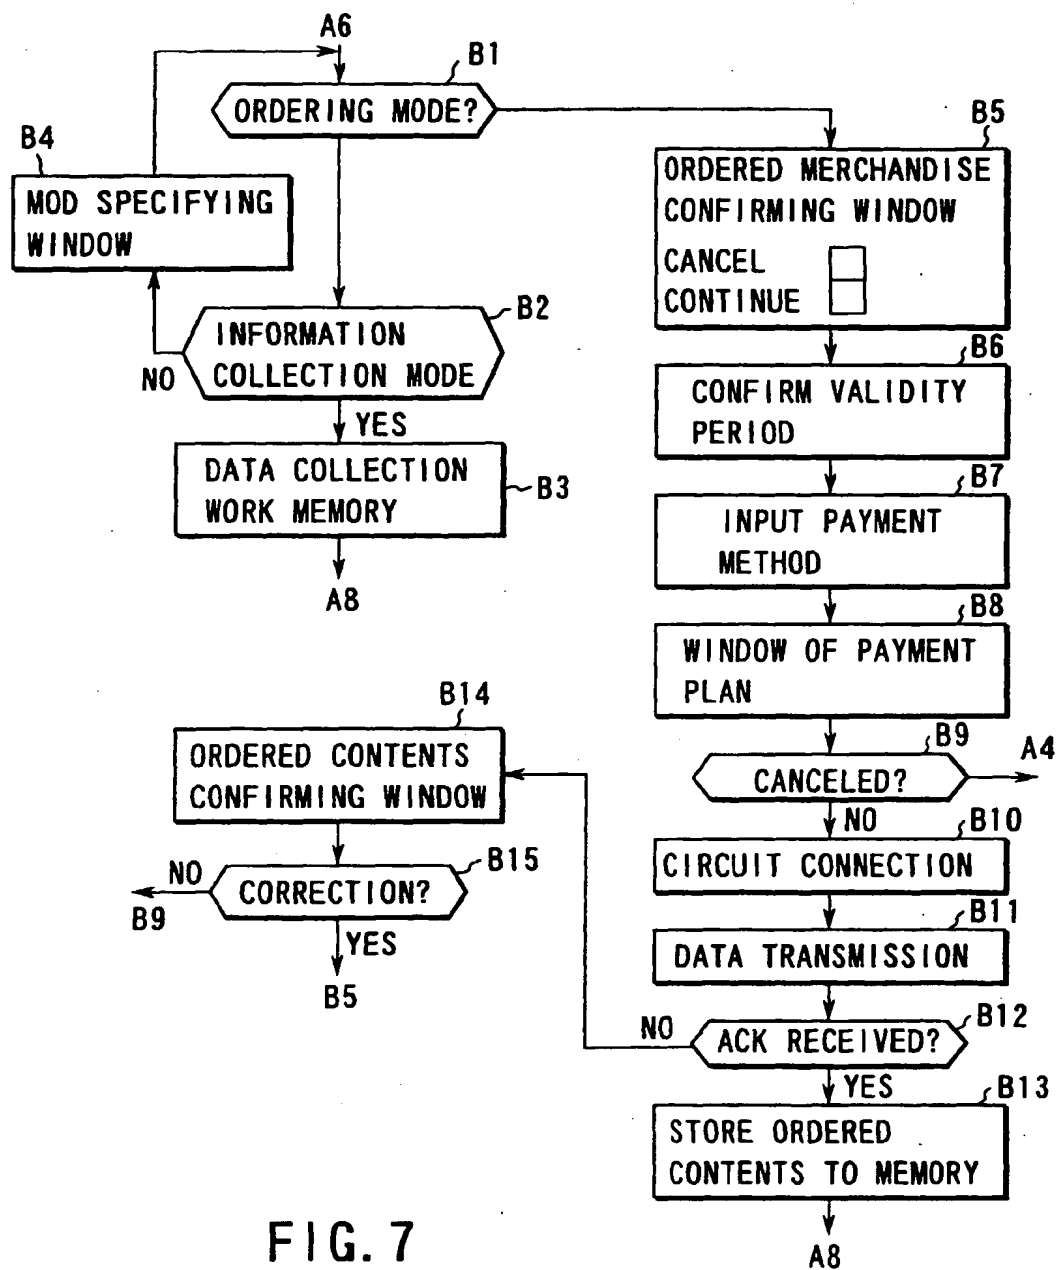 A6
B1
ORDERING MODE?
B4
MOD SPECIFYING
WINDOW
B2
INFORMATION
COLLECTION MODE
NO
YES
DATA COLLECTION
WORK MEMORY
B3
A8
B5
ORDERED MERCHANDISE
CONFIRMING WINDOW
CANCEL
CONTINUE
B6
CONFIRM VALIDITY
PERIOD
B7
INPUT PAYMENT
METHOD
B8
WINDOW OF PAYMENT
PLAN
B9
CANCELED?
A4
NO
B10
CIRCUIT CONNECTION
B11
DATA TRANSMISSION
B12
ACK RECEIVED?
NO
YES
B13
STORE ORDERED
CONTENTS TO MEMORY
A8
B14
ORDERED CONTENTS
CONFIRMING WINDOW
B15
CORRECTION?
NO
B9
YES
B5
FIG. 7